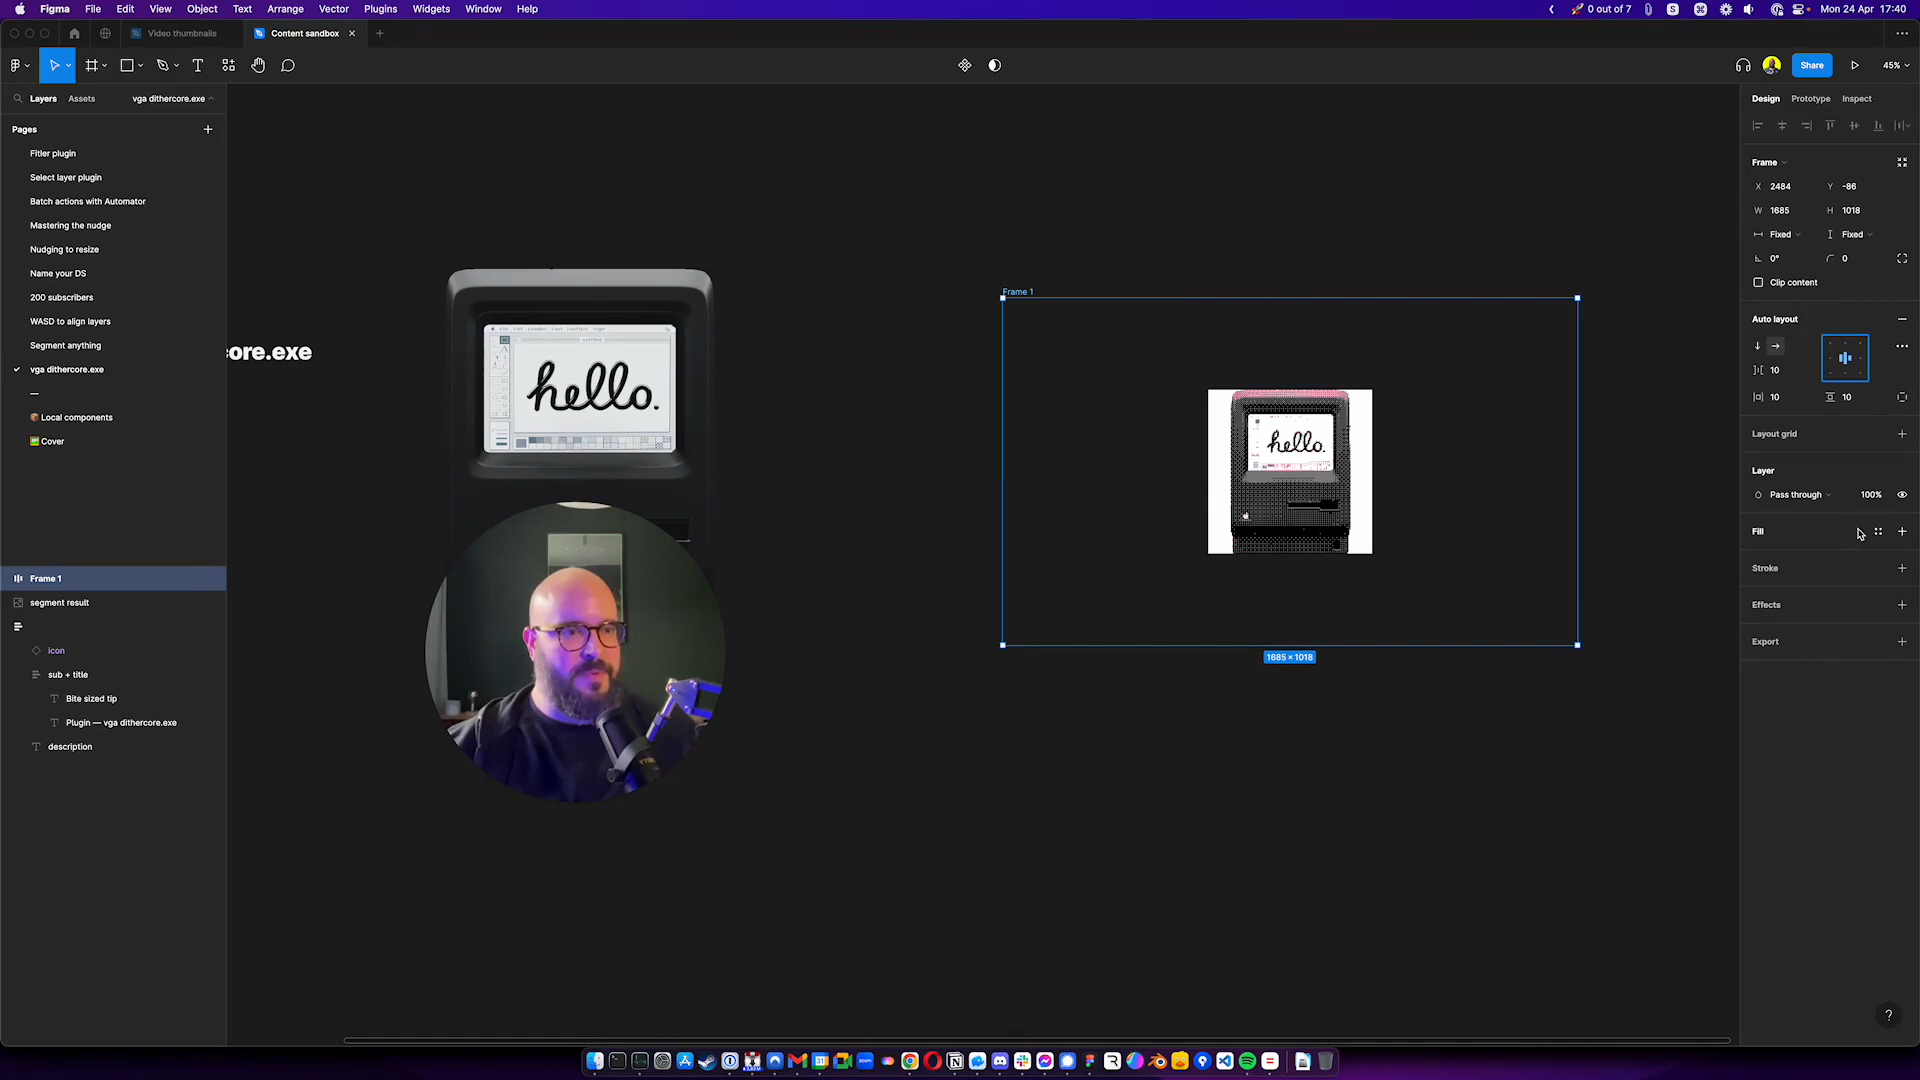 Figma File Edit View Object Text Arrange Vector Plugins Widgets Window Help
0 out of 7
Mon 24 Apr 17:40
Video thumbnails
Content sandbox
Share
45%
Layers Assets
vga dithercore.exe
Pages
Fitler plugin
Select layer plugin
Batch actions with Automator
Mastering the nudge
Nudging to resize
Name your DS
200 subscribers
WASD to align layers
Segment anything
vga dithercore.exe
—
Local components
Cover
Frame 1
segment result
icon
sub + title
Bite sized tip
Plugin — vga dithercore.exe
description
core.exe
hello.
Frame 1
hello.
1685 × 1018
Design Prototype Inspect
Frame
X 2484 Y -86
W 1685 H 1018
Fixed Fixed
0° 0
Clip content
Auto layout
10
10 10
Layout grid
Layer
Pass through 100%
Fill
Stroke
Effects
Export
?